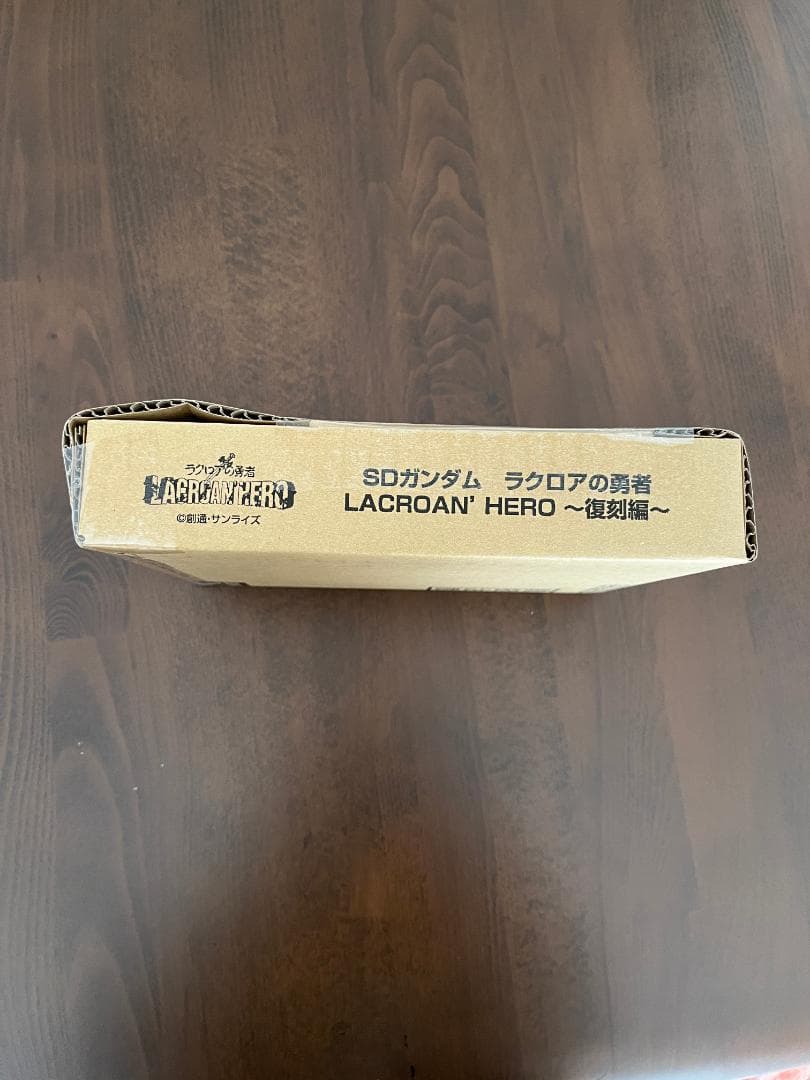 ラクロアの勇者
LACROAN'HERO
©創通・サンライズ
SDガンダム ラクロアの勇者
LACROAN' HERO ～復刻編～